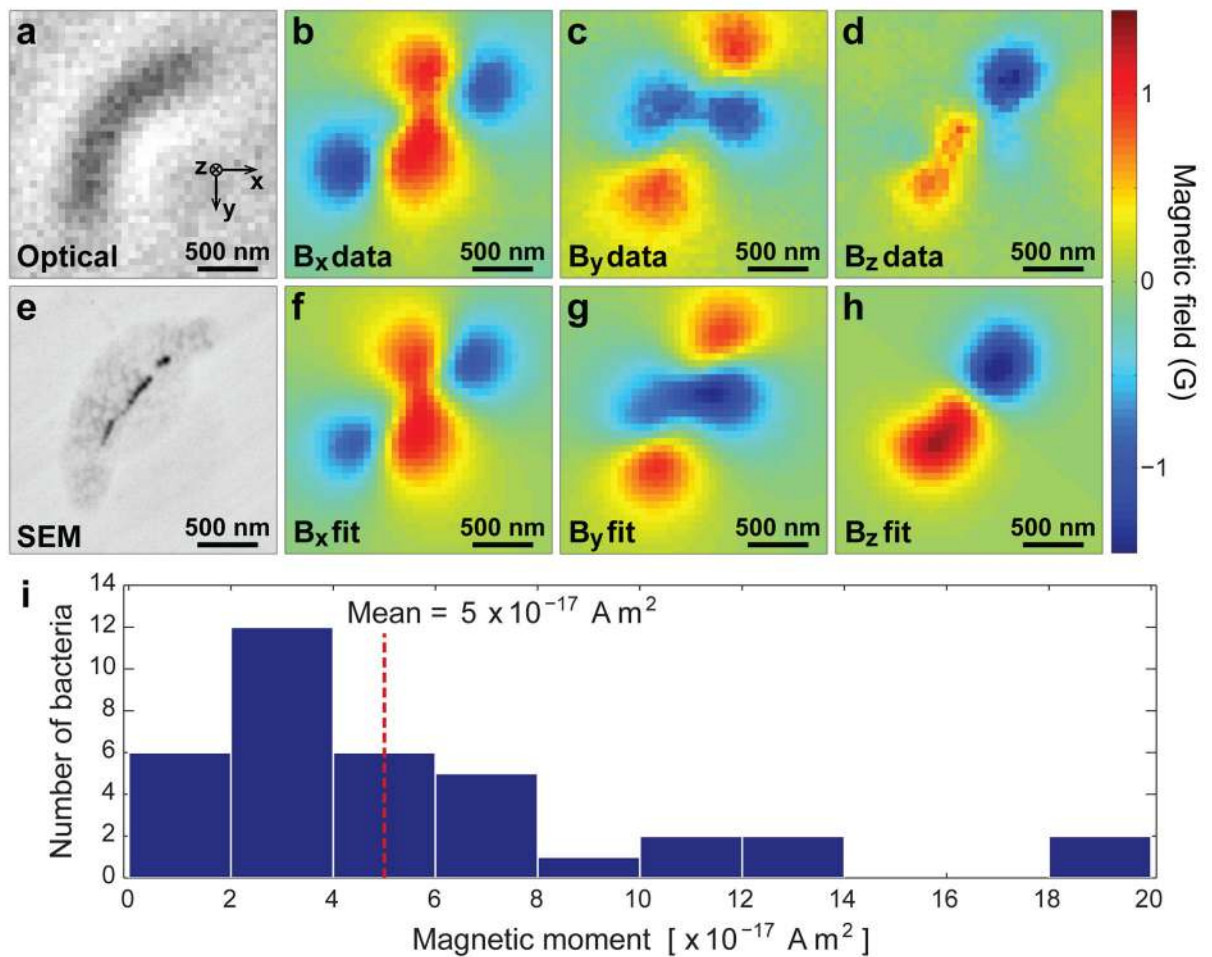 a
z
x
y
Optical
500 nm
b
Bx data
500 nm
c
By data
500 nm
d
Bz data
500 nm
1
0
−1
Magnetic field (G)
e
SEM
500 nm
f
Bx fit
500 nm
g
By fit
500 nm
h
Bz fit
500 nm
i
Mean = 5 x 10⁻¹⁷ A m²
14
12
10
8
6
4
2
0
Number of bacteria
0 2 4 6 8 10 12 14 16 18 20
Magnetic moment [ x 10⁻¹⁷ A m² ]